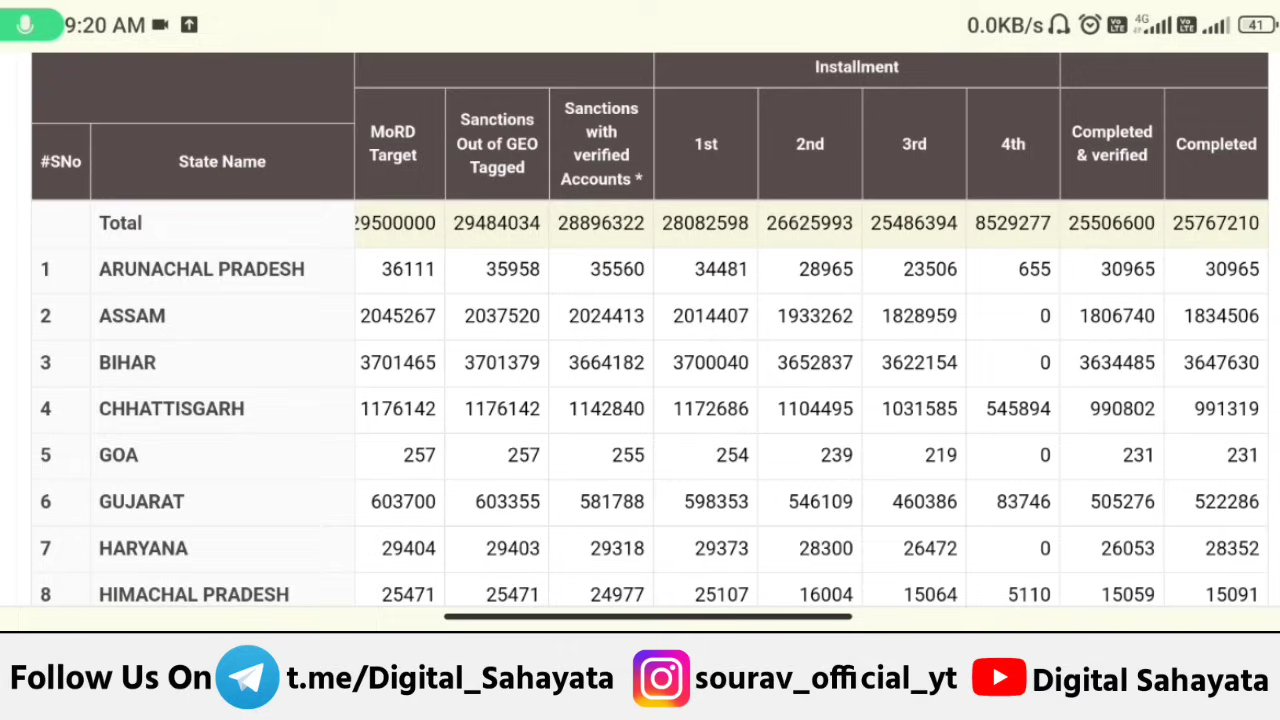 9:20 AM 0.0KB/s 4G Vo LTE Vo LTE 41
Installment
#SNo State Name MoRD Target Sanctions Out of GEO Tagged Sanctions with verified Accounts * 1st 2nd 3rd 4th Completed & verified Completed
Total 29500000 29484034 28896322 28082598 26625993 25486394 8529277 25506600 25767210
1 ARUNACHAL PRADESH 36111 35958 35560 34481 28965 23506 655 30965 30965
2 ASSAM 2045267 2037520 2024413 2014407 1933262 1828959 0 1806740 1834506
3 BIHAR 3701465 3701379 3664182 3700040 3652837 3622154 0 3634485 3647630
4 CHHATTISGARH 1176142 1176142 1142840 1172686 1104495 1031585 545894 990802 991319
5 GOA 257 257 255 254 239 219 0 231 231
6 GUJARAT 603700 603355 581788 598353 546109 460386 83746 505276 522286
7 HARYANA 29404 29403 29318 29373 28300 26472 0 26053 28352
8 HIMACHAL PRADESH 25471 25471 24977 25107 16004 15064 5110 15059 15091
Follow Us On t.me/Digital_Sahayata sourav_official_yt Digital Sahayata